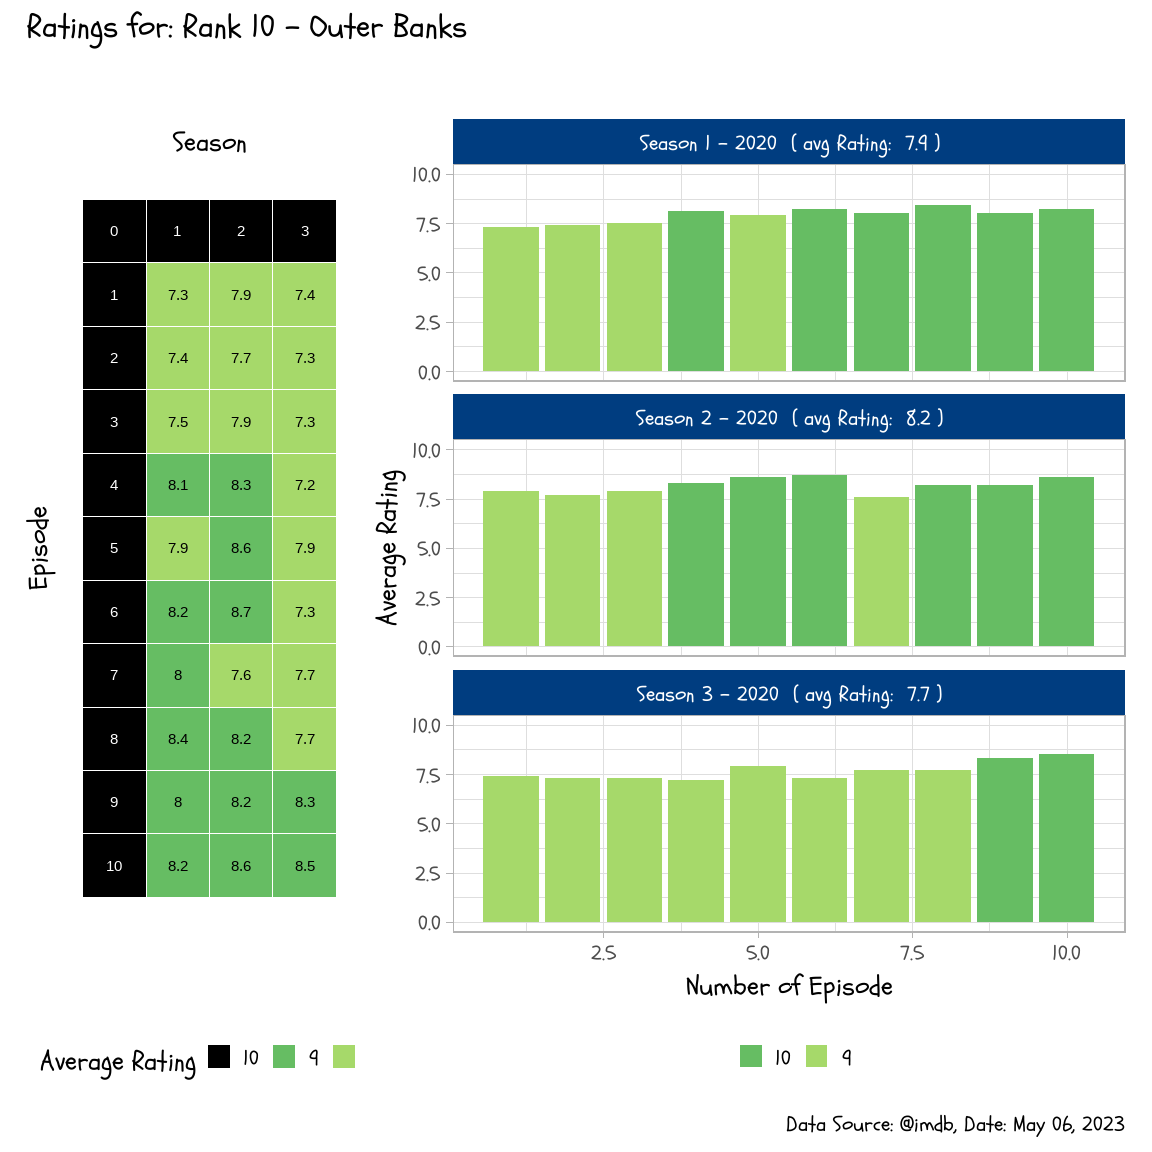 Ratings for: Rank 10 - Outer Banks
Season
0 1 2 3
1 7.3 7.9 7.4
2 7.4 7.7 7.3
3 7.5 7.9 7.3
4 8.1 8.3 7.2
5 7.9 8.6 7.9
6 8.2 8.7 7.3
7 8 7.6 7.7
8 8.4 8.2 7.7
9 8 8.2 8.3
10 8.2 8.6 8.5
Episode
Season 1 - 2020 ( avg Rating: 7.9 )
10.0
7.5
5.0
2.5
0.0
Season 2 - 2020 ( avg Rating: 8.2 )
10.0
7.5
5.0
2.5
0.0
Average Rating
Season 3 - 2020 ( avg Rating: 7.7 )
10.0
7.5
5.0
2.5
0.0
2.5 5.0 7.5 10.0
Number of Episode
Average Rating 10 9
10 9
Data Source: @imdb, Date: May 06, 2023